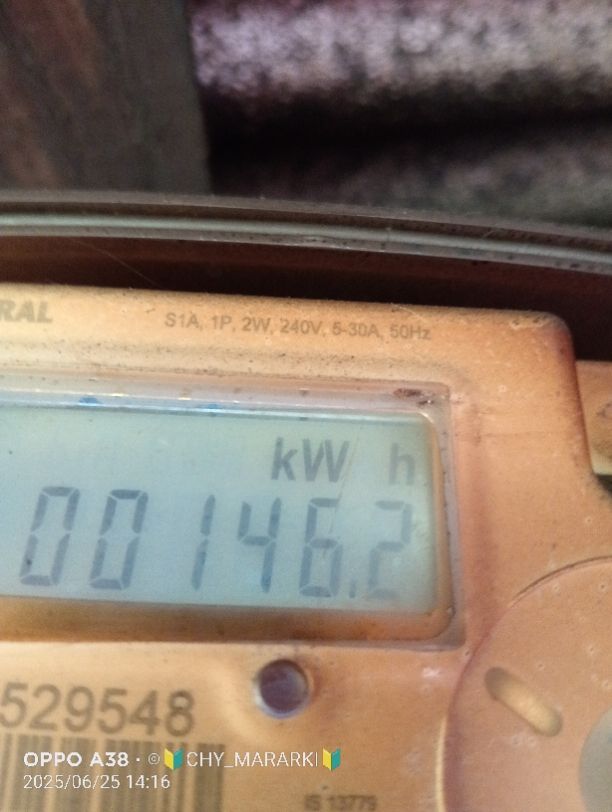 RAL
S1A, 1P, 2W, 240V, 5-30A, 50Hz
kW h
00146.2
529548
OPPO A38 · ©🔰CHY_MARARKI🔰
2025/06/25 14:16
IS 13779